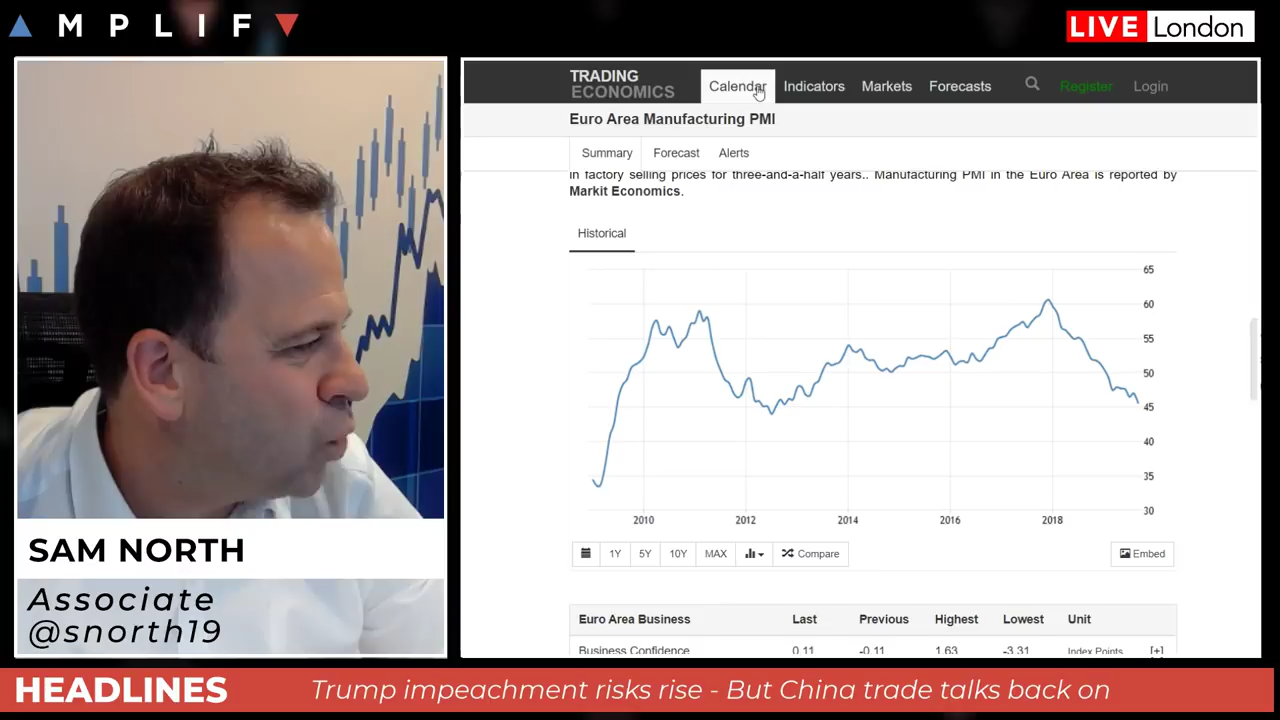 AMPLIFY
LIVE London
TRADING
ECONOMICS
Calendar Indicators Markets Forecasts Register Login
Euro Area Manufacturing PMI
Summary Forecast Alerts
in factory selling prices for three-and-a-half years.. Manufacturing PMI in the Euro Area is reported by
Markit Economics.
Historical
65
60
55
50
45
40
35
30
2010 2012 2014 2016 2018
1Y 5Y 10Y MAX Compare Embed
Euro Area Business Last Previous Highest Lowest Unit
Business Confidence 0.11 -0.11 1.63 -3.31 Index Points [+]
SAM NORTH
Associate
@snorth19
HEADLINES Trump impeachment risks rise - But China trade talks back on